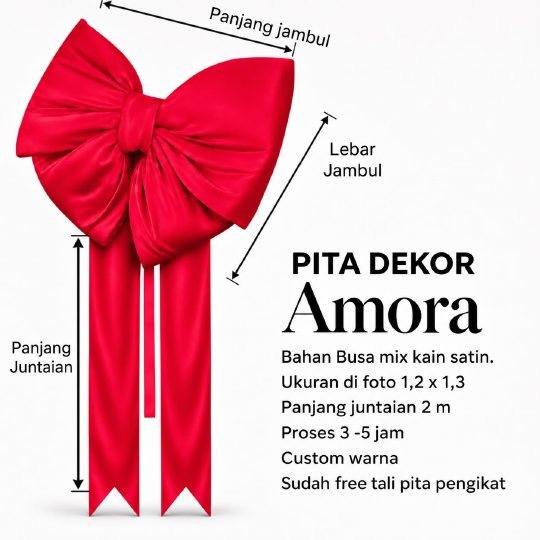 Panjang jambul
Lebar
Jambul
Panjang
Juntaian
PITA DEKOR
Amora
Bahan Busa mix kain satin.
Ukuran di foto 1,2 x 1,3
Panjang juntaian 2 m
Proses 3 -5 jam
Custom warna
Sudah free tali pita pengikat